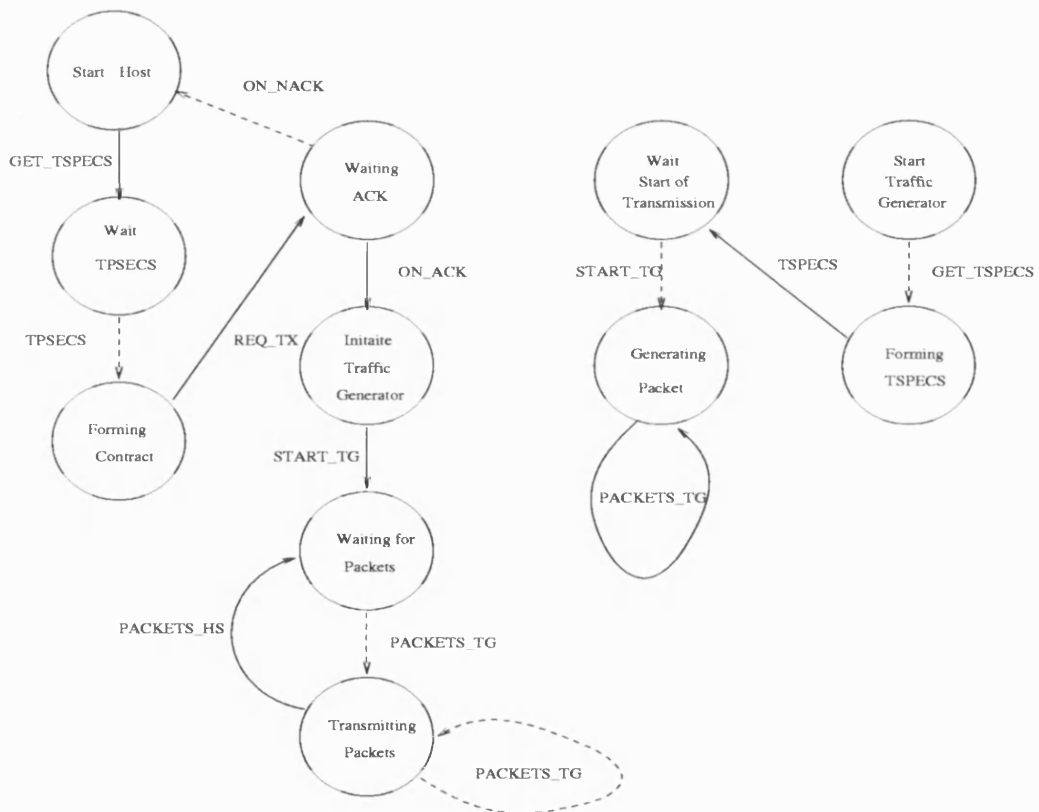 Start Host
ON_NACK
GET_TSPECS
Waiting
ACK
Wait
Start of
Transmission
Start
Traffic
Generator
Wait
TPSECS
ON_ACK
START_TG
TSPECS
GET_TSPECS
TPSECS
REQ_TX
Initaite
Traffic
Generator
Generating
Packet
Forming
TSPECS
Forming
Contract
START_TG
PACKETS_TG
Waiting for
Packets
PACKETS_HS
PACKETS_TG
Transmitting
Packets
PACKETS_TG